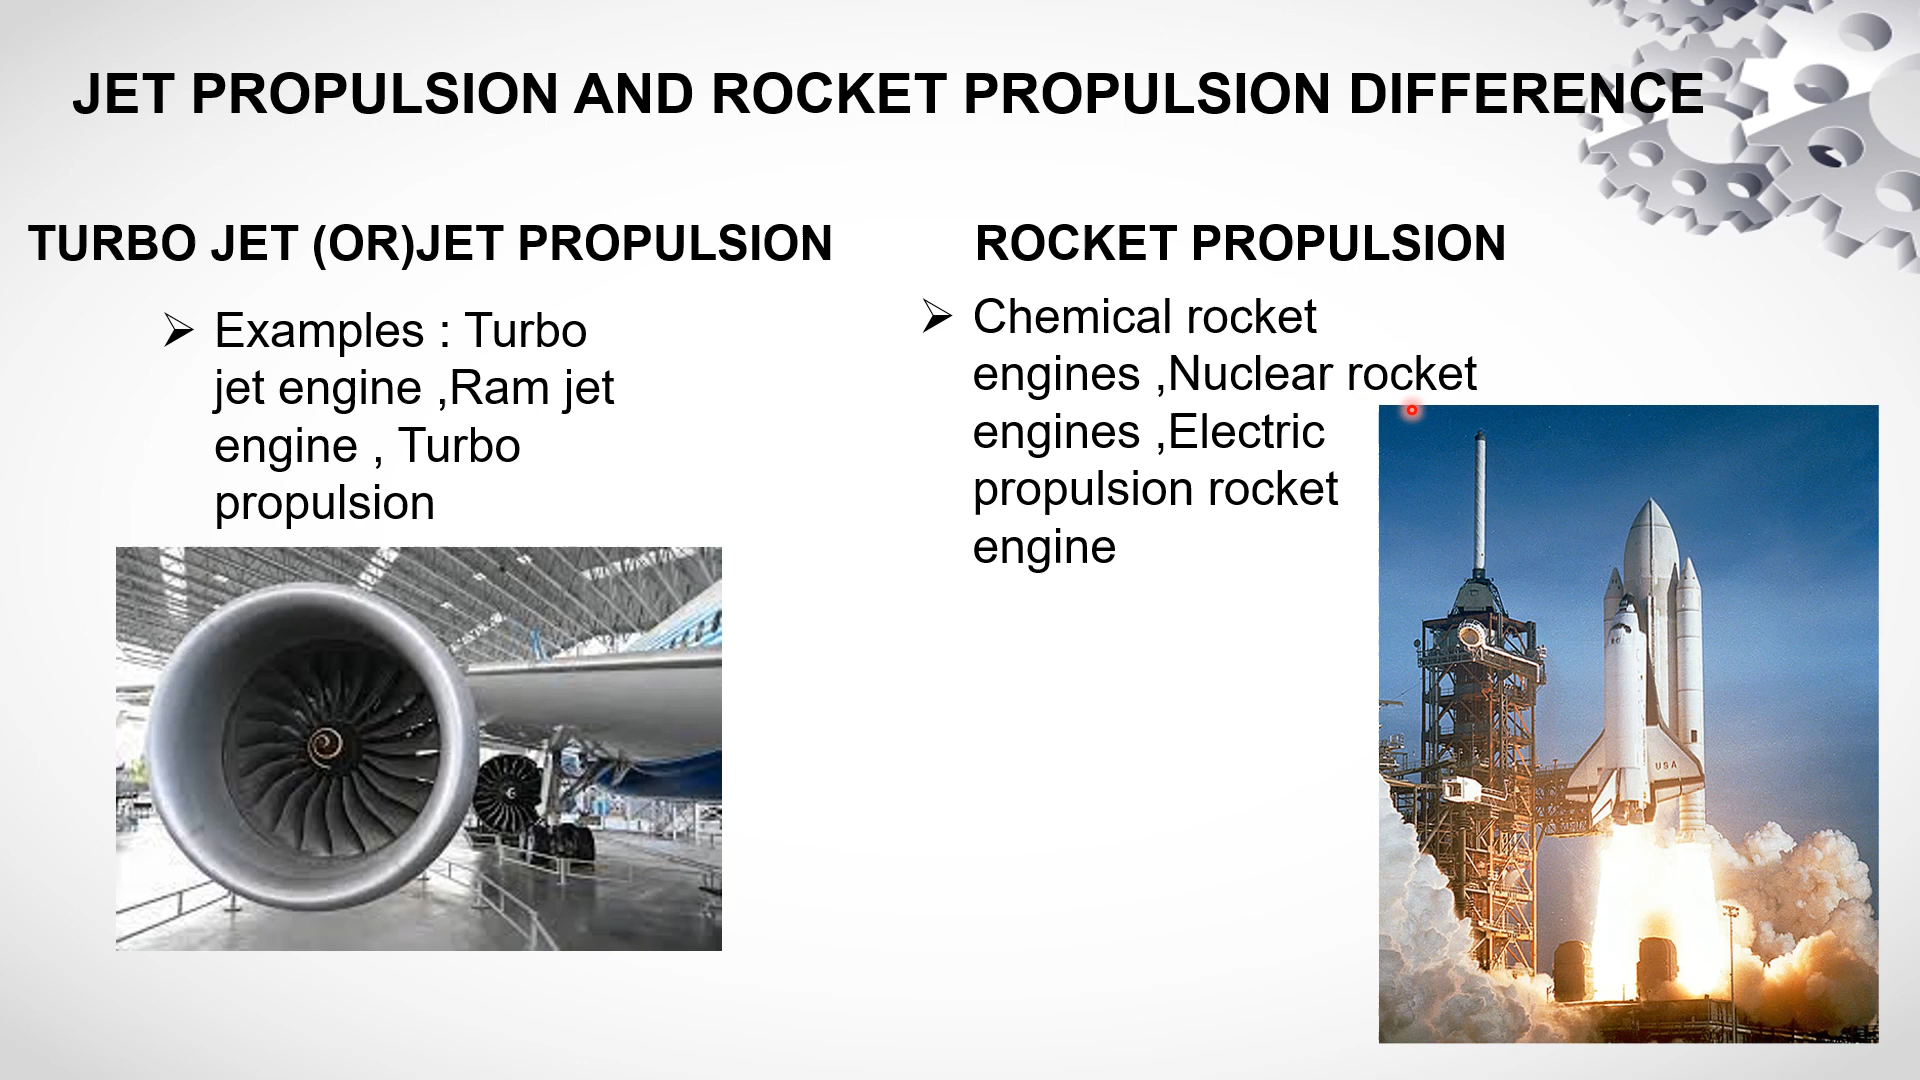 JET PROPULSION AND ROCKET PROPULSION DIFFERENCE
TURBO JET (OR)JET PROPULSION
Examples : Turbo
jet engine ,Ram jet
engine , Turbo
propulsion
ROCKET PROPULSION
Chemical rocket
engines ,Nuclear rocket
engines ,Electric
propulsion rocket
engine
USA